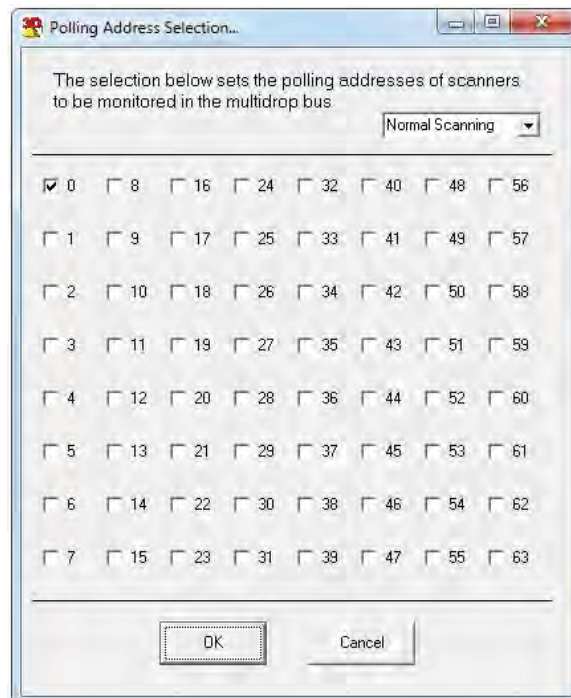 Polling Address Selection...
The selection below sets the polling addresses of scanners
to be monitored in the multidrop bus
Normal Scanning
0 8 16 24 32 40 48 56
1 9 17 25 33 41 49 57
2 10 18 26 34 42 50 58
3 11 19 27 35 43 51 59
4 12 20 28 36 44 52 60
5 13 21 29 37 45 53 61
6 14 22 30 38 46 54 62
7 15 23 31 39 47 55 63
OK Cancel